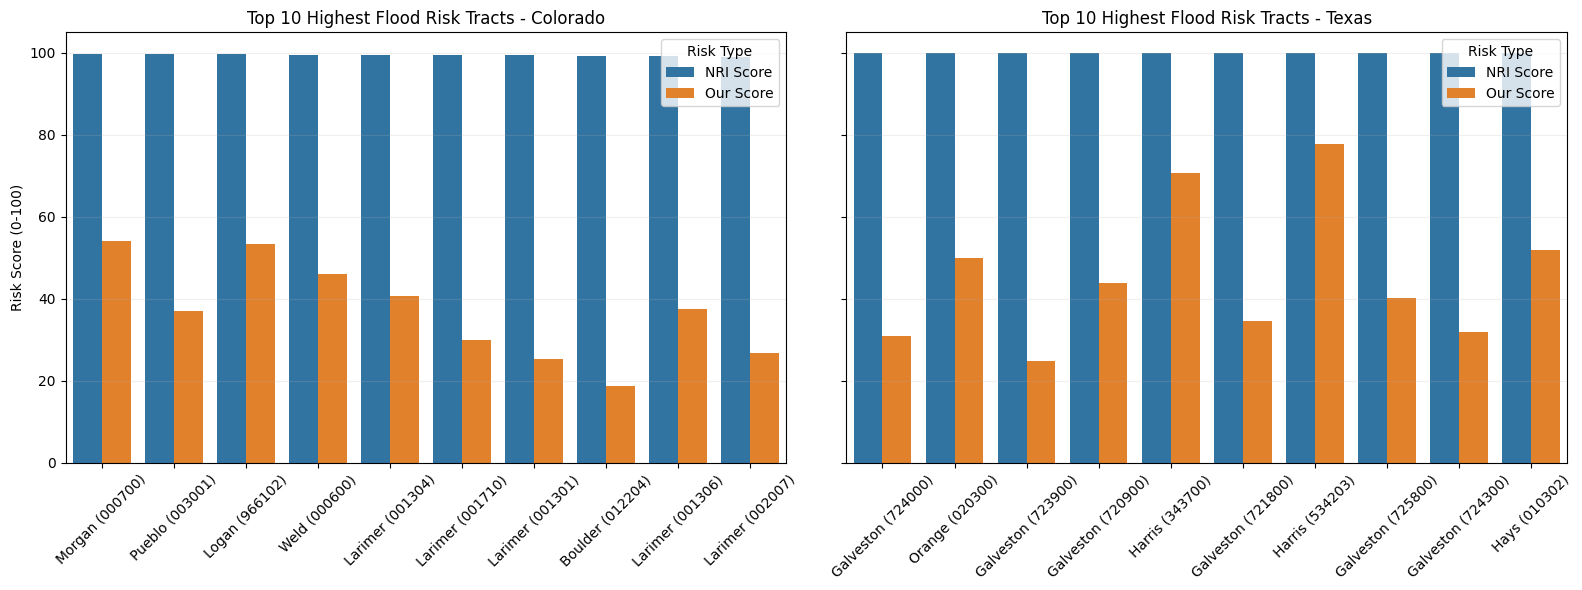 Top 10 Highest Flood Risk Tracts - Colorado
Risk Score (0-100)
100
80
60
40
20
0
Risk Type
NRI Score
Our Score
Morgan (000700)
Pueblo (003001)
Logan (966102)
Weld (000600)
Larimer (001304)
Larimer (001710)
Larimer (001301)
Boulder (012204)
Larimer (001306)
Larimer (002007)
Top 10 Highest Flood Risk Tracts - Texas
Risk Type
NRI Score
Our Score
Galveston (724000)
Orange (020300)
Galveston (723900)
Galveston (720900)
Harris (343700)
Galveston (721800)
Harris (534203)
Galveston (725800)
Galveston (724300)
Hays (010302)